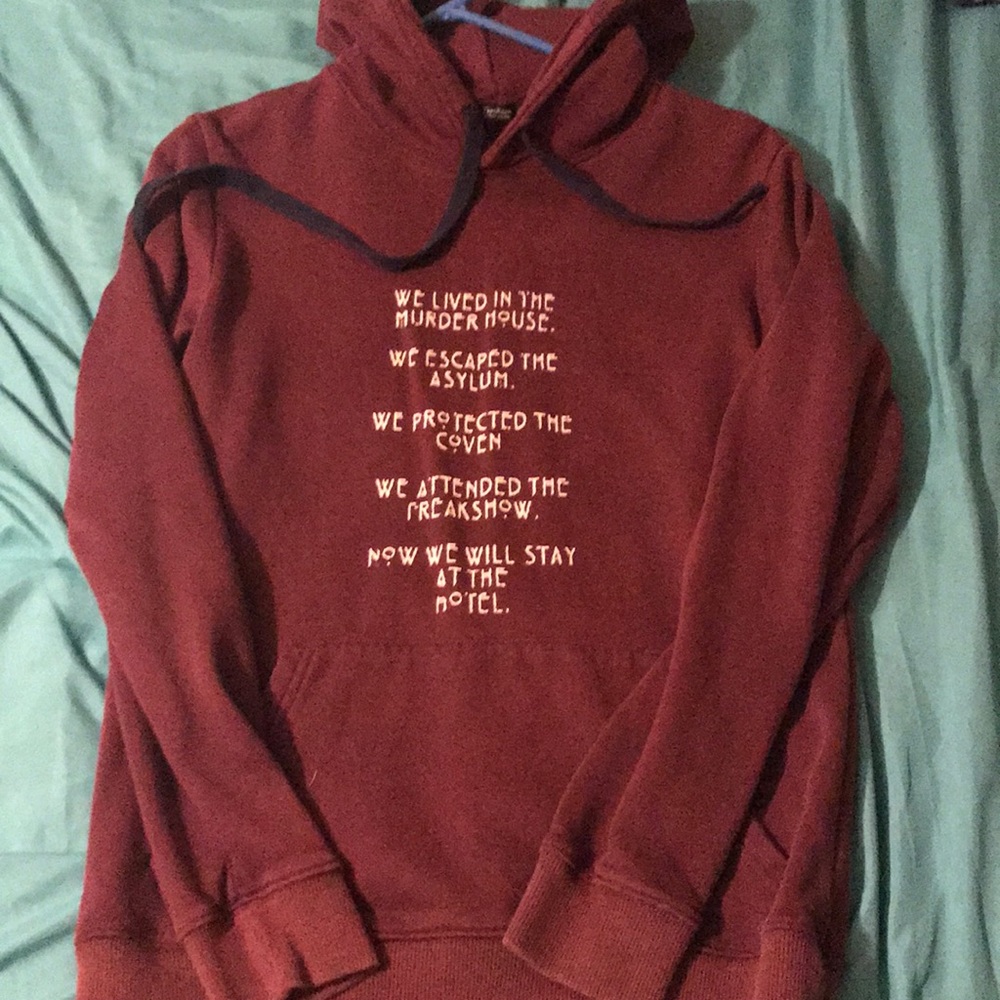 WE LIVED IN THE
MURDER HOUSE.
WE ESCAPED THE
ASYLUM.
WE PROTECTED THE
COVEN
WE ATTENDED THE
FREAKSHOW.
NOW WE WILL STAY
AT THE
HOTEL.